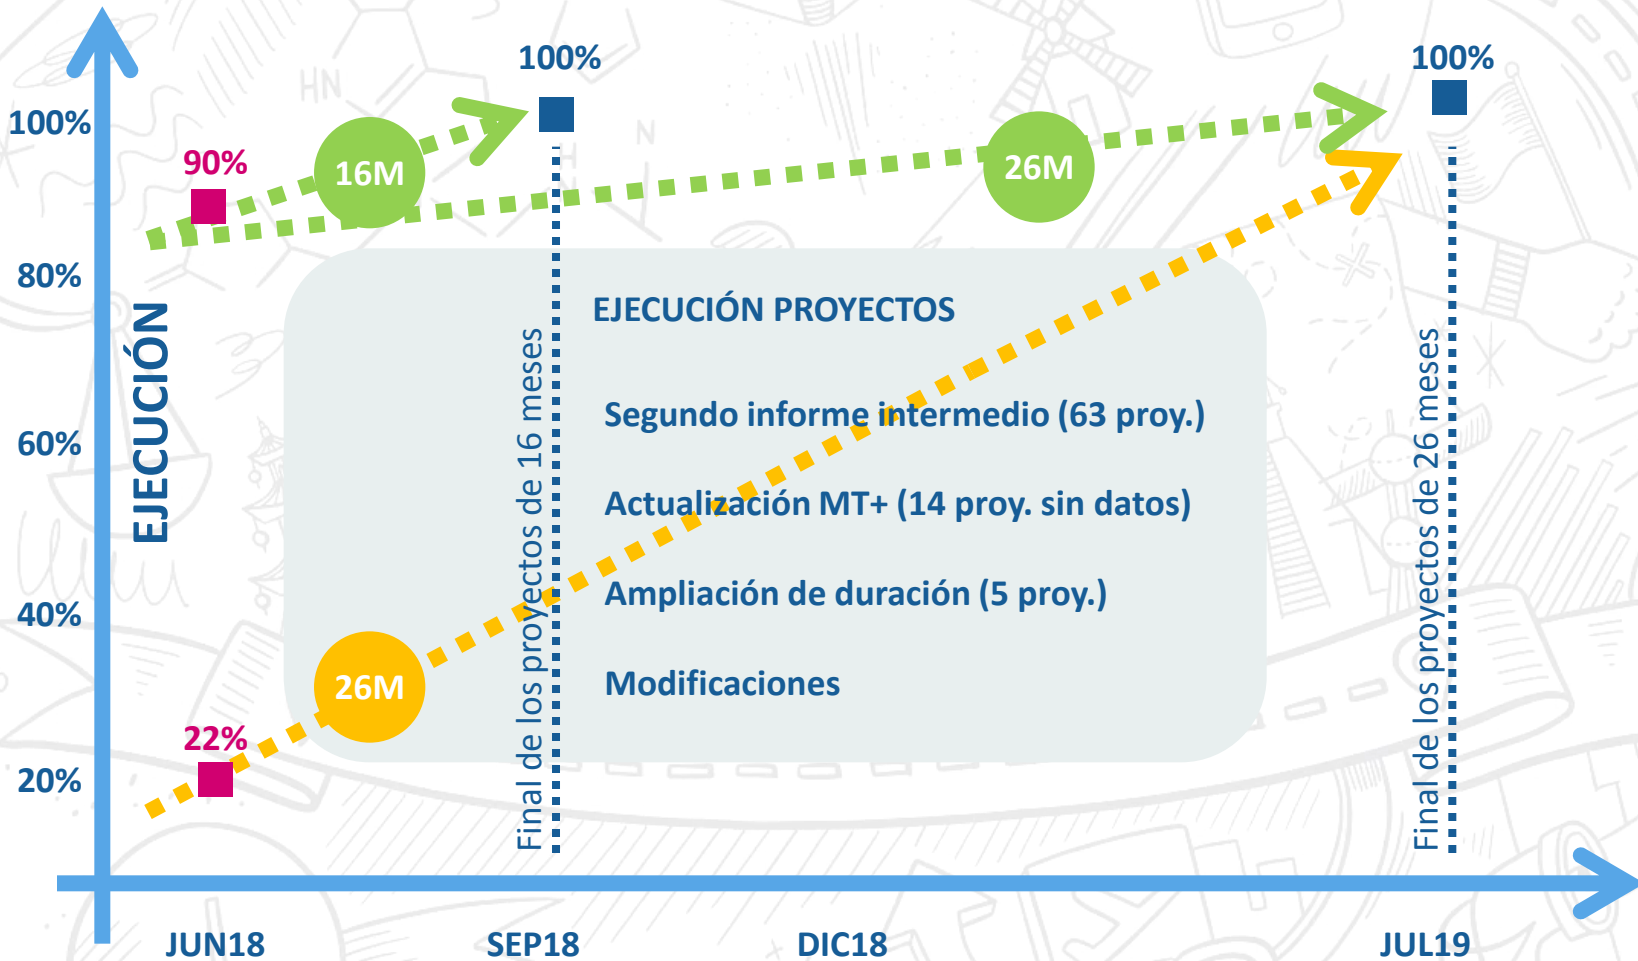 100%
100%
100%
90%
16M
26M
80%
EJECUCIÓN
EJECUCIÓN PROYECTOS
60%
Segundo informe intermedio (63 proy.)
Actualización MT+ (14 proy. sin datos)
40%
Ampliación de duración (5 proy.)
Modificaciones
26M
22%
20%
Final de los proyectos de 16 meses
Final de los proyectos de 26 meses
JUN18
SEP18
DIC18
JUL19
HN
N
H
N
N